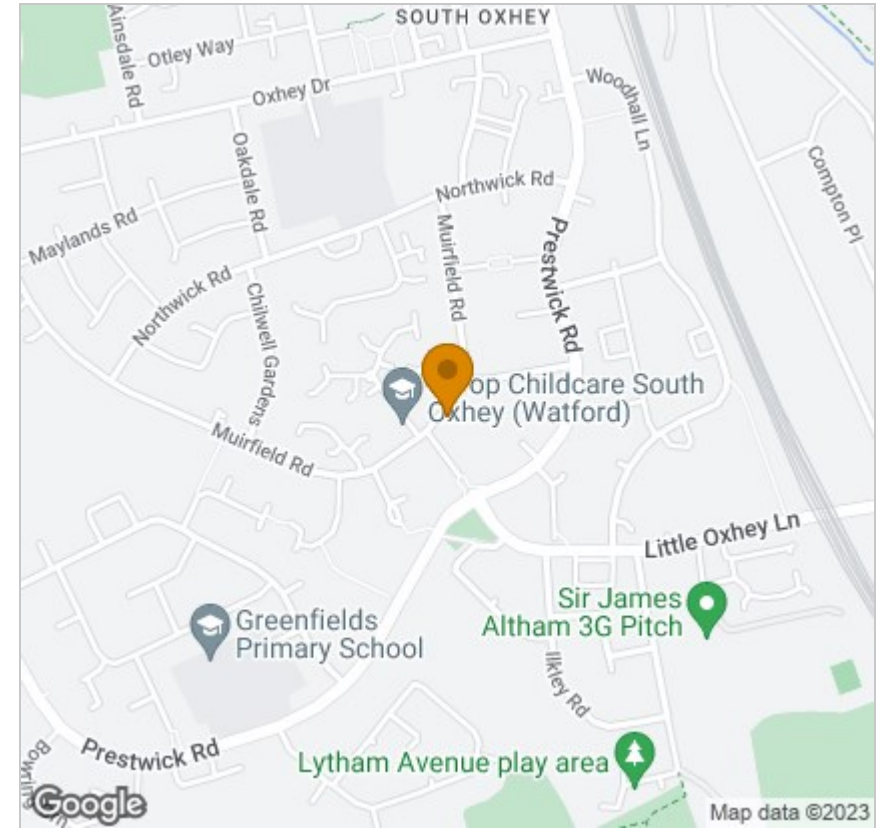 SOUTH OXHEY
Ainsdale Rd
Otley Way
Oxhey Dr
Woodhall Ln
Compton Pl
Oakdale Rd
Northwick Rd
Maylands Rd
Muirfield Rd
Prestwick Rd
Northwick Rd
Chilwell Gardens
op Childcare South
Oxhey (Watford)
Muirfield Rd
Little Oxhey Ln
Sir James
Altham 3G Pitch
Greenfields
Primary School
Ilkley Rd
Prestwick Rd
Lytham Avenue play area
Google
Map data ©2023